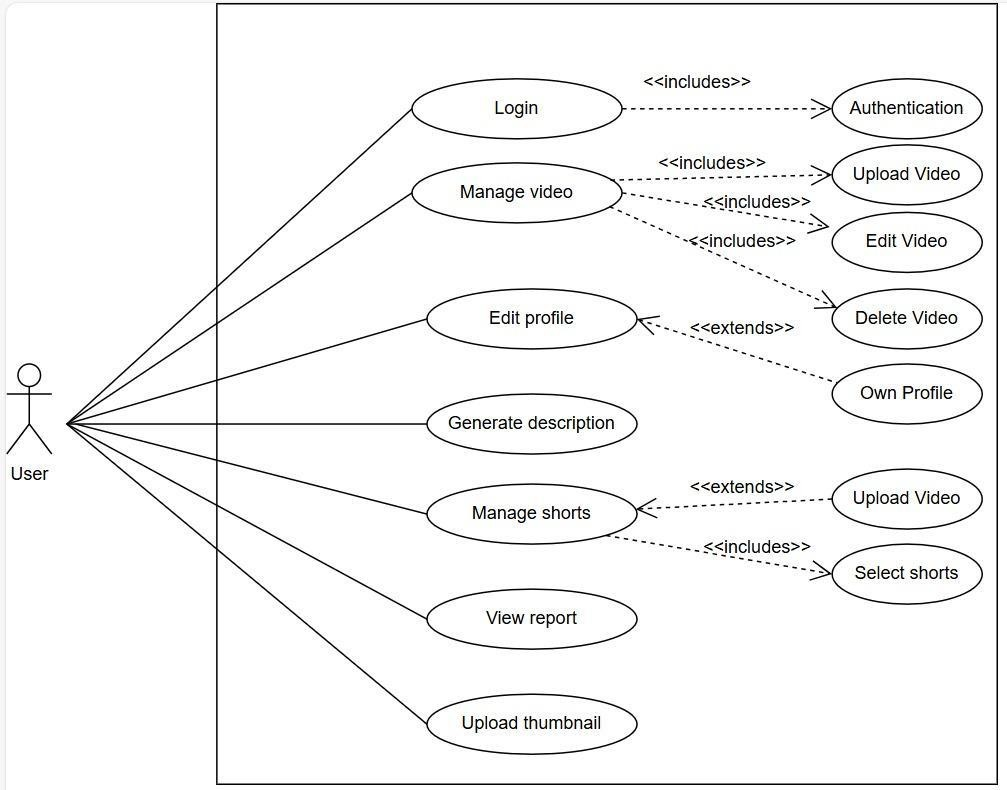 <<includes>>
Login
Authentication
<<includes>>
Upload Video
Manage video
<<includes>>
Edit Video
<<includes>>
Edit profile
<<extends>>
Delete Video
Own Profile
Generate description
User
<<extends>>
Upload Video
Manage shorts
<<includes>>
Select shorts
View report
Upload thumbnail